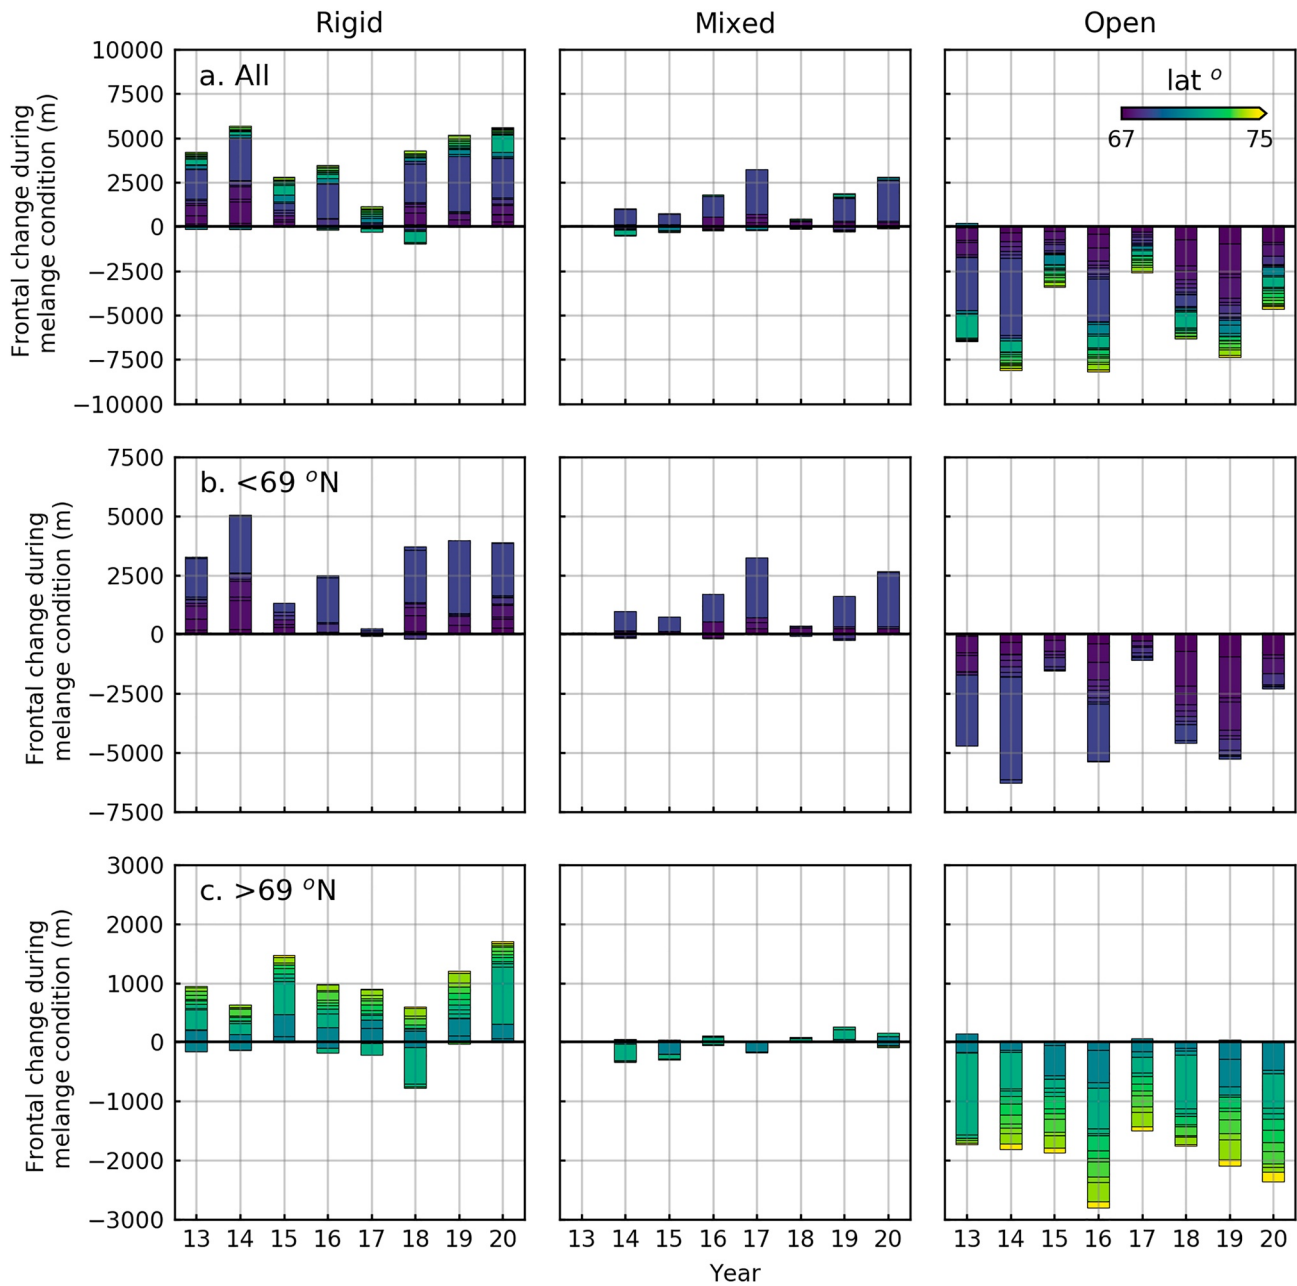 Rigid Mixed Open
Frontal change during
melange condition (m)
10000
7500
5000
2500
0
−2500
−5000
−7500
−10000
a. All
lat °
67 75
Frontal change during
melange condition (m)
7500
5000
2500
0
−2500
−5000
−7500
b. <69 °N
Frontal change during
melange condition (m)
3000
2000
1000
0
−1000
−2000
−3000
c. >69 °N
13 14 15 16 17 18 19 20
13 14 15 16 17 18 19 20
13 14 15 16 17 18 19 20
Year